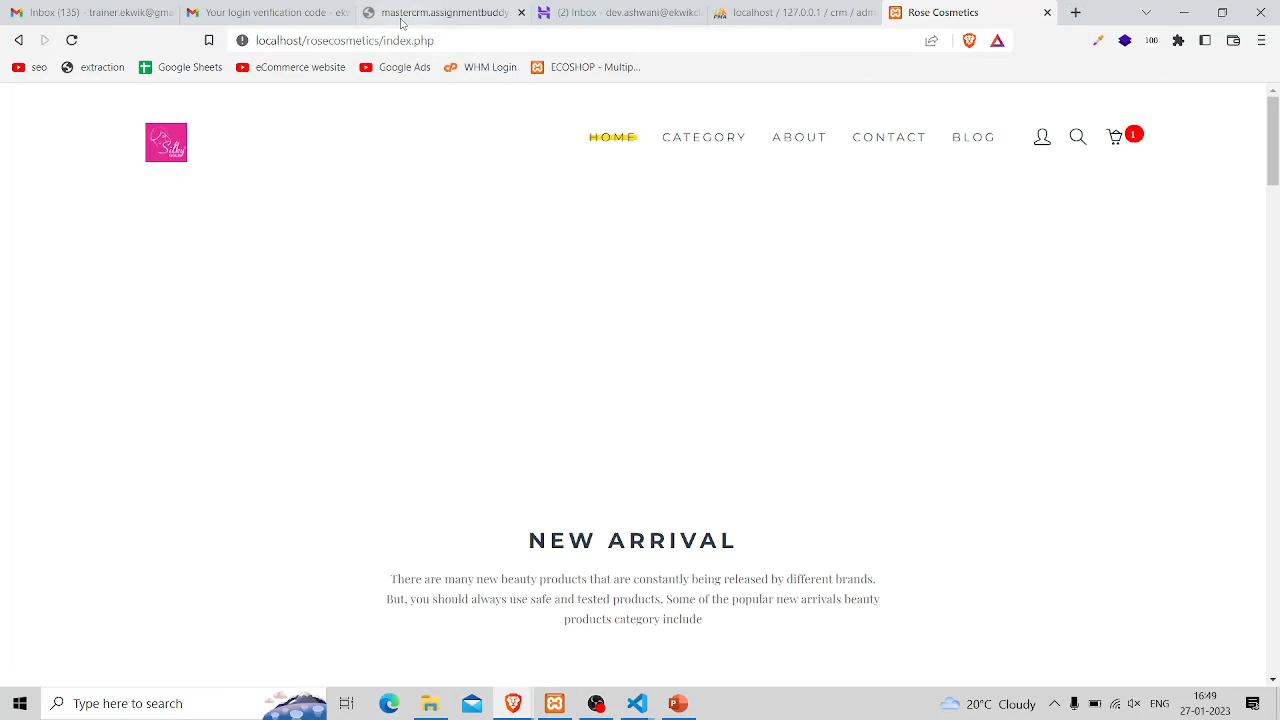 Inbox (135) - trainer.ekwik@gma
Your login verification code - ek
mastercrm.assignmentbuddy
(2) Inbox - dev.ashwani@ekwikcl
localhost / 127.0.0.1 / crm / adm
Rose Cosmetics
localhost/rosecosmetics/index.php
100
seo
extraction
Google Sheets
eCommerce website
Google Ads
WHM Login
ECOSHOP - Multip...
Silky
HOME
CATEGORY
ABOUT
CONTACT
BLOG
1
NEW ARRIVAL
There are many new beauty products that are constantly being released by different brands.
But, you should always use safe and tested products. Some of the popular new arrivals beauty
products category include
Type here to search
20°C Cloudy
ENG
16:49
27-01-2023